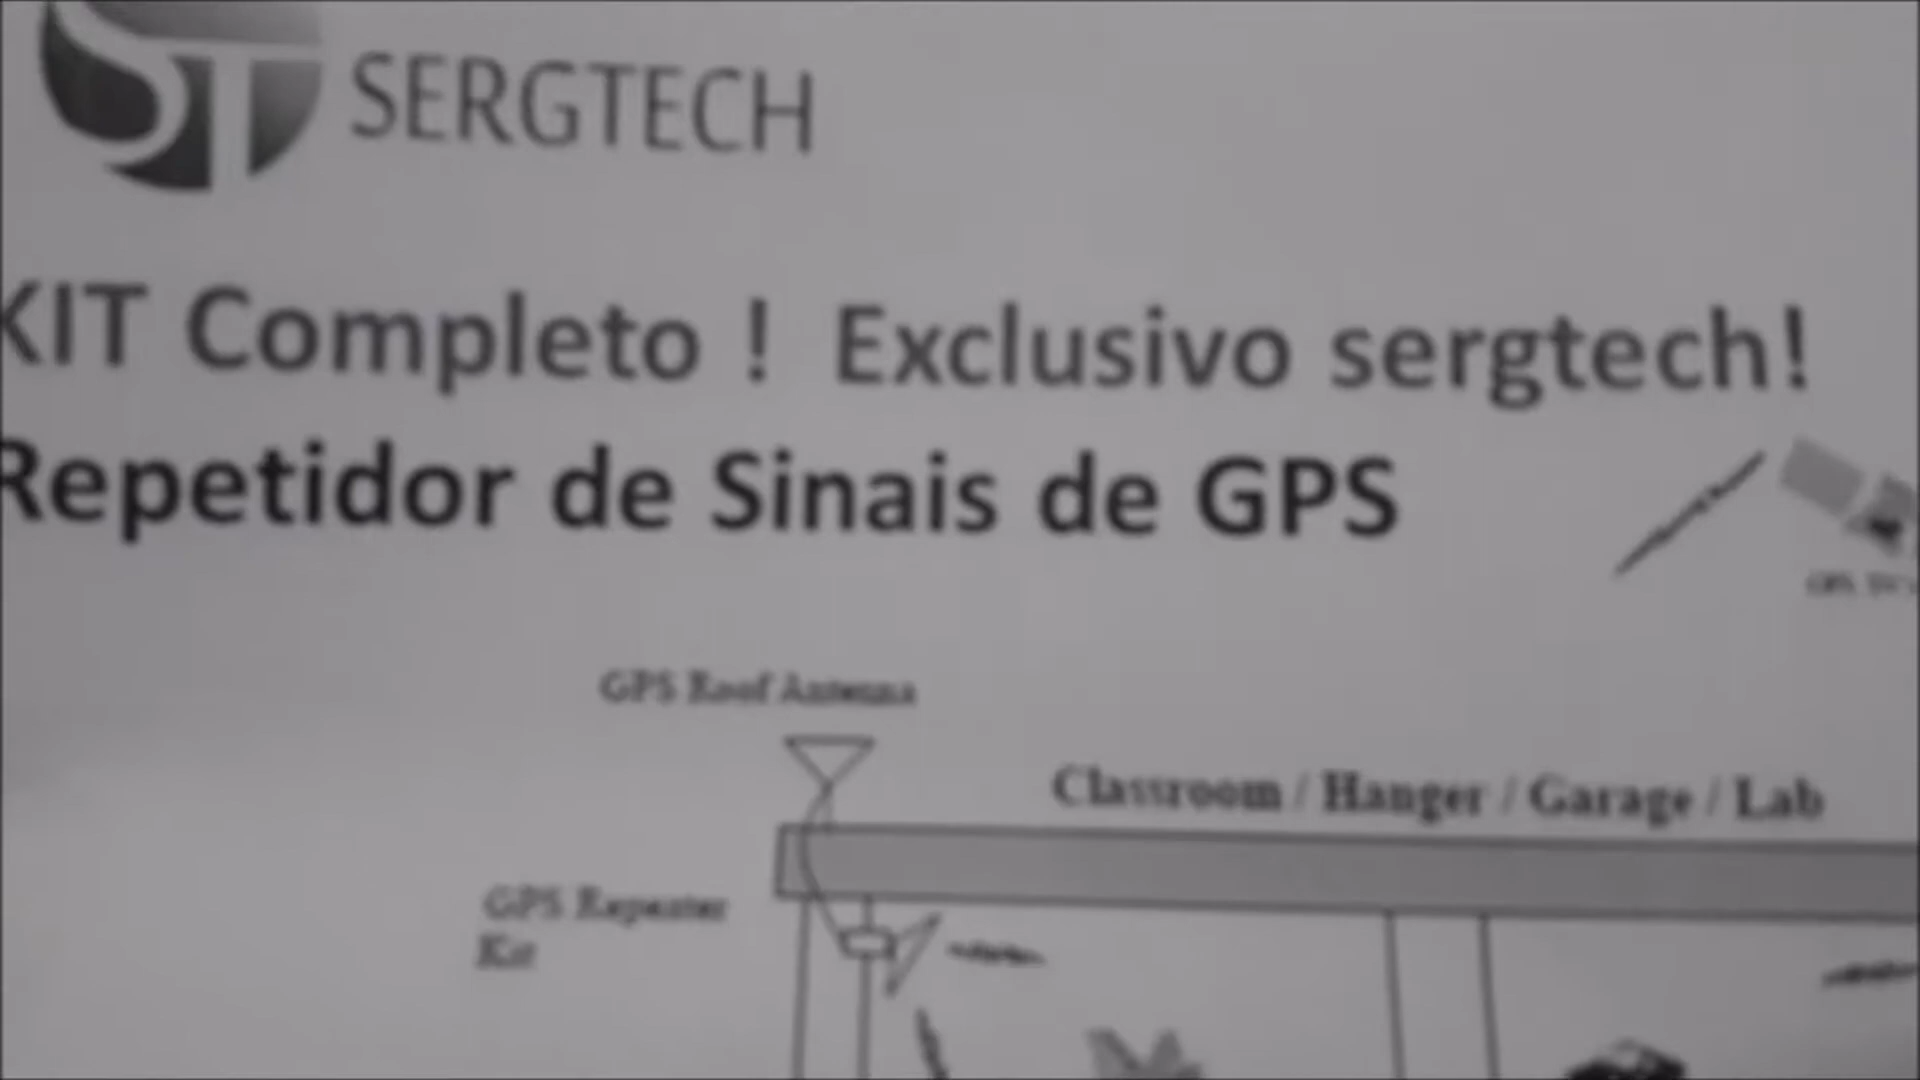 ST SERGTECH
KIT Completo ! Exclusivo sergtech!
Repetidor de Sinais de GPS
GPS Roof Antenna
Classroom / Hanger / Garage / Lab
GPS Repeater
Kit